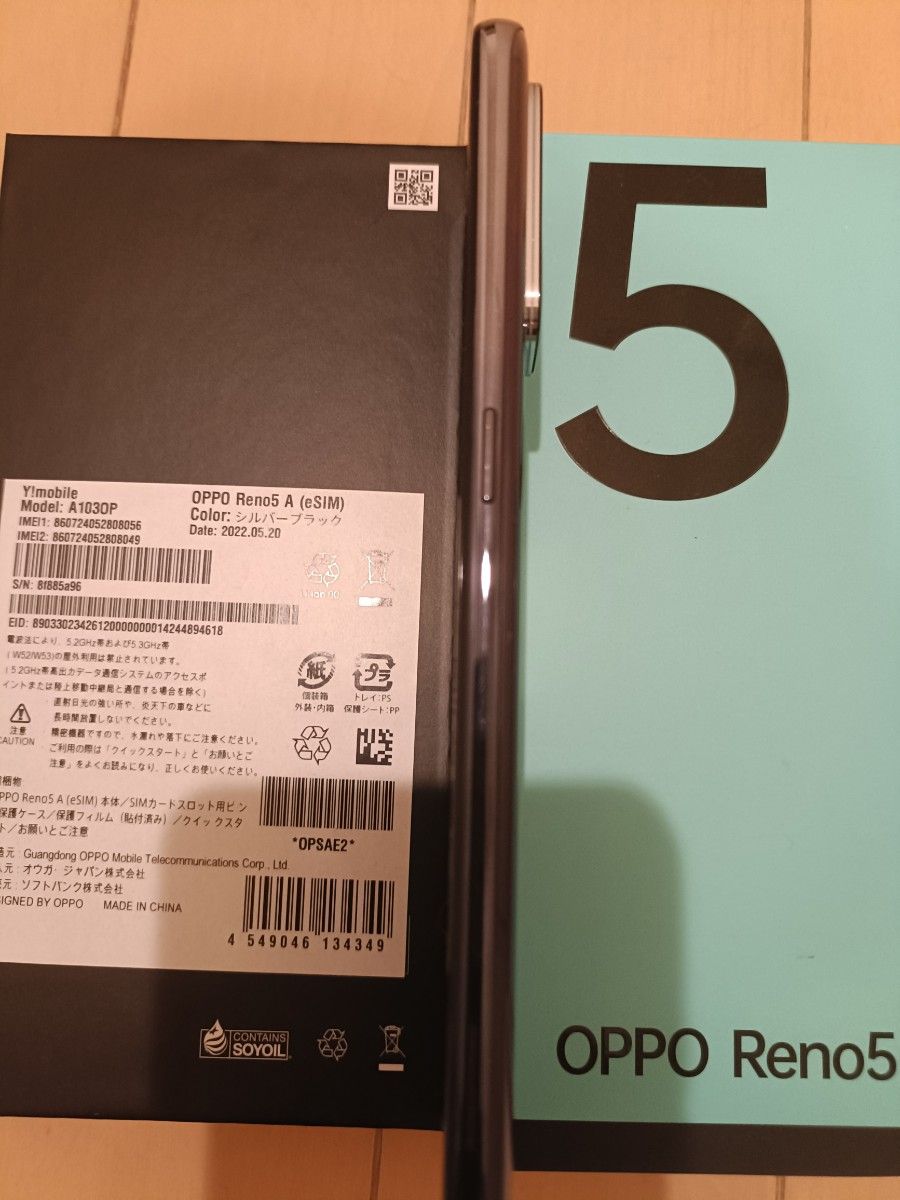 Y!mobile
Model: A103OP
IMEI1: 860724052808056
IMEI2: 860724052808049
OPPO Reno5 A (eSIM)
Color: シルバーブラック
Date: 2022.05.20
S/N: 8f885a96
EID: 89033023426120000000014244894618
電波法により、5.2GHz帯および5.3GHz帯
(W52/W53)の屋外利用は禁止されています。
(5.2GHz帯高出力データ通信システムのアクセスポ
イントまたは陸上移動中継局と通信する場合を除く)
注意
CAUTION
・直射日光の強い所や、炎天下の車などに
長時間放置しないでください。
・精密機器ですので、水濡れや落下にご注意ください。
・ご利用の際は「クイックスタート」と「お願いとご
注意」をよくお読みになり、正しくお使いください。
紙
個装箱
外装・内箱
プラ
トレイ:PS
保護シート:PP
梱物
PPO Reno5 A (eSIM) 本体/SIMカードスロット用ピン
保護ケース/保護フィルム(貼付済み)/クイックスタ
ト/お願いとご注意
*OPSAE2*
元 : Guangdong OPPO Mobile Telecommunications Corp., Ltd.
元 : オウガ・ジャパン株式会社
元 : ソフトバンク株式会社
SIGNED BY OPPO MADE IN CHINA
4 549046 134349
CONTAINS
SOYOIL
5
OPPO Reno5